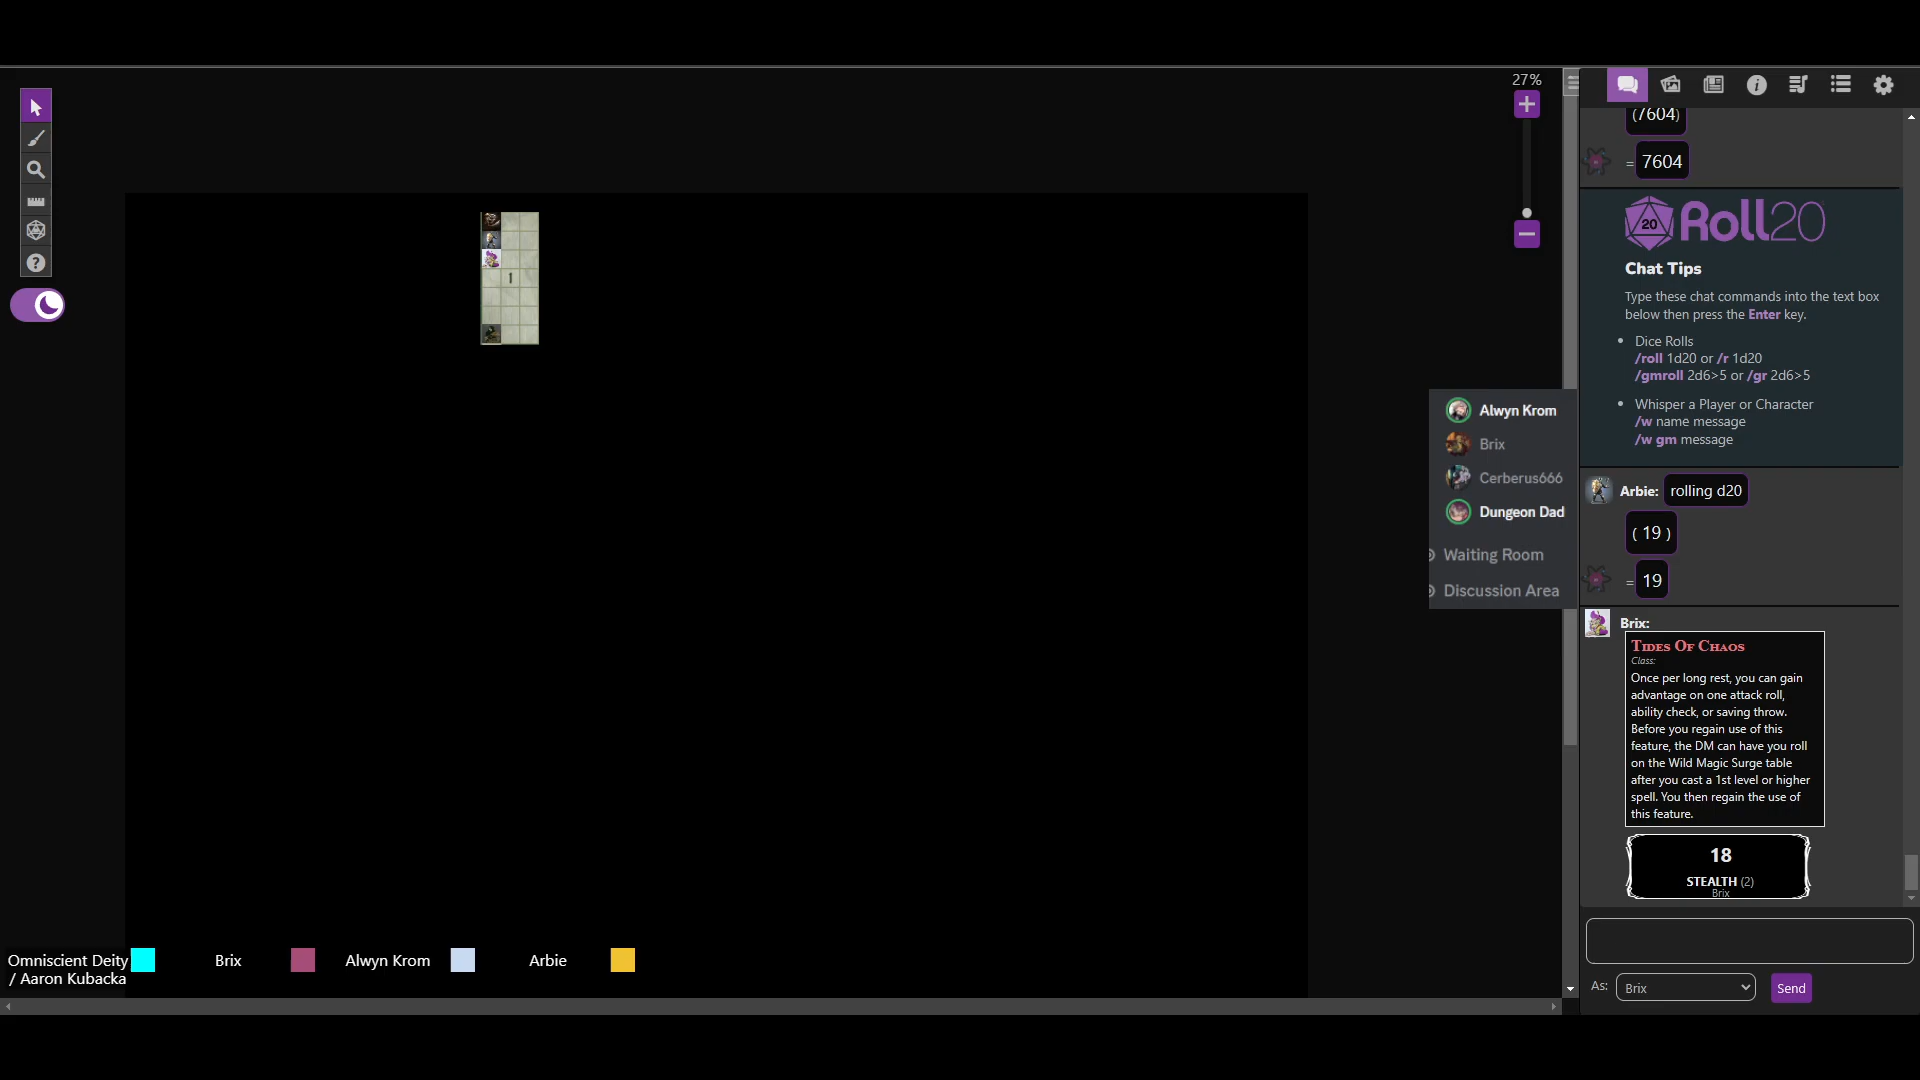 27%
(7604)
= 7604
20
Roll20
Chat Tips
Type these chat commands into the text box
below then press the Enter key.
• Dice Rolls
/roll 1d20 or /r 1d20
/gmroll 2d6>5 or /gr 2d6>5
• Whisper a Player or Character
/w name message
/w gm message
Arbie: rolling d20
( 19 )
= 19
Brix:
Tides Of Chaos
Class:
Once per long rest, you can gain
advantage on one attack roll,
ability check, or saving throw.
Before you regain use of this
feature, the DM can have you roll
on the Wild Magic Surge table
after you cast a 1st level or higher
spell. You then regain the use of
this feature.
18
STEALTH (2)
Brix
As: Brix Send
Alwyn Krom
Brix
Cerberus666
Dungeon Dad
Waiting Room
Discussion Area
Omniscient Deity
/ Aaron Kubacka
Brix
Alwyn Krom
Arbie